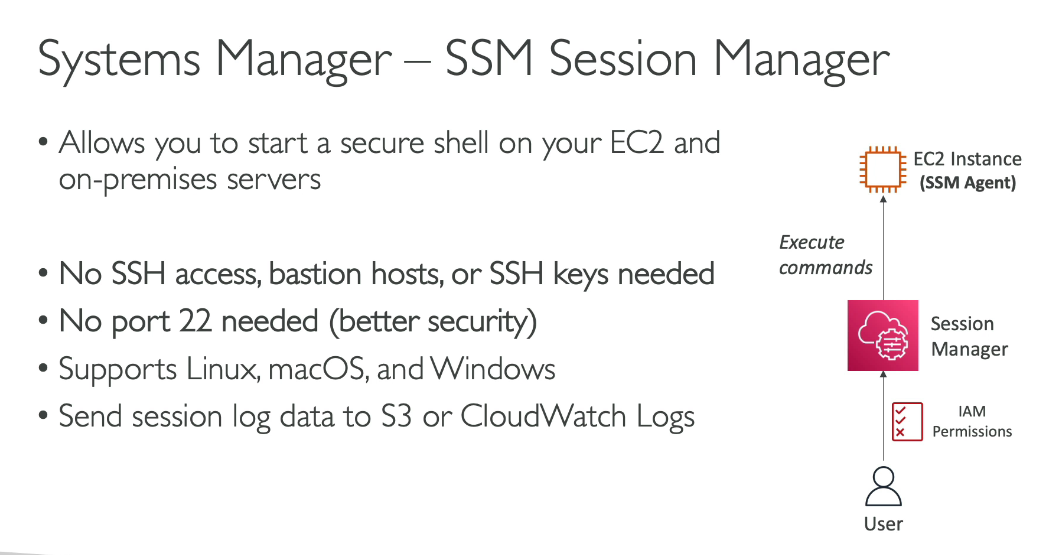 Systems Manager – SSM Session Manager
• Allows you to start a secure shell on your EC2 and
on-premises servers
• No SSH access, bastion hosts, or SSH keys needed
• No port 22 needed (better security)
• Supports Linux, macOS, and Windows
• Send session log data to S3 or CloudWatch Logs
EC2 Instance
(SSM Agent)
Execute
commands
Session
Manager
IAM
Permissions
User